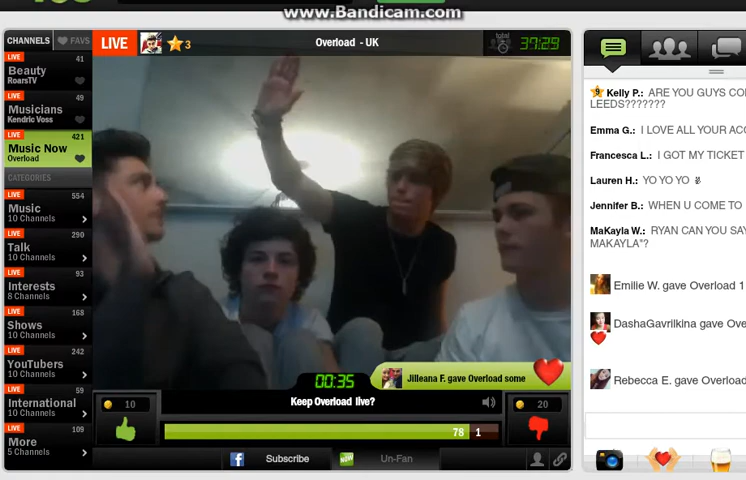 www.Bandicam.com
CHANNELS
FAVS
LIVE
41
Beauty
RoarsTV
LIVE
49
Musicians
Kendric Voss
LIVE
421
Music Now
Overload
CATEGORIES
LIVE
554
Music
10 Channels
LIVE
290
Talk
10 Channels
LIVE
93
Interests
8 Channels
LIVE
168
Shows
10 Channels
LIVE
242
YouTubers
10 Channels
LIVE
59
International
10 Channels
LIVE
109
More
5 Channels
LIVE
3
Overload - UK
total
37:29
00:35
Jilleana F. gave Overload some
10
Keep Overload live?
20
78
1
Subscribe
NOW
Un-Fan
9 Kelly P.: ARE YOU GUYS CO
LEEDS???????
Emma G.: I LOVE ALL YOUR AC
Francesca L.: I GOT MY TICKET
Lauren H.: YO YO YO ✌
Jennifer B.: WHEN U COME TO
MaKayla W.: RYAN CAN YOU SAY
MAKAYLA"?
Emilie W. gave Overload 1
DashaGavrilkina gave Ove
Rebecca E. gave Overload